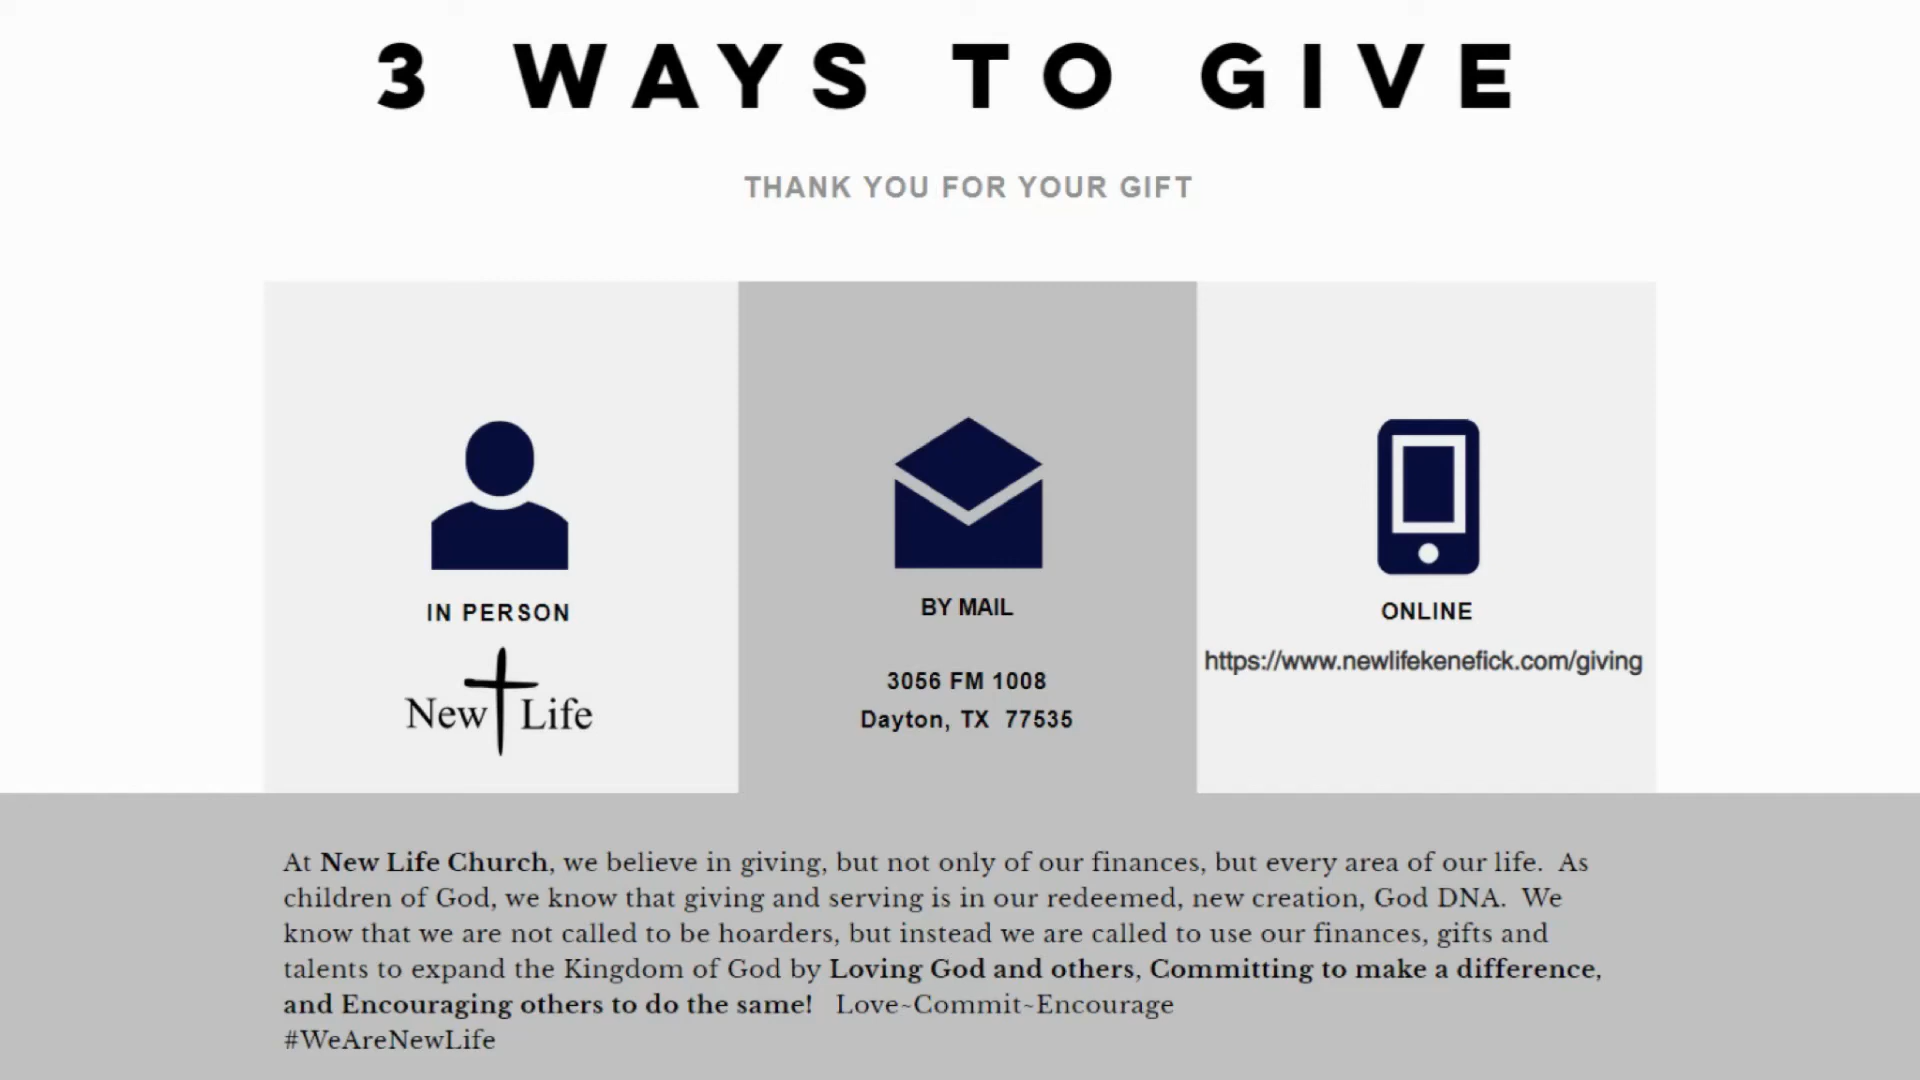 3 WAYS TO GIVE
THANK YOU FOR YOUR GIFT
IN PERSON
New Life
BY MAIL
3056 FM 1008
Dayton, TX  77535
ONLINE
https://www.newlifekenefick.com/giving
At New Life Church, we believe in giving, but not only of our finances, but every area of our life.  As
children of God, we know that giving and serving is in our redeemed, new creation, God DNA.  We
know that we are not called to be hoarders, but instead we are called to use our finances, gifts and
talents to expand the Kingdom of God by Loving God and others, Committing to make a difference,
and Encouraging others to do the same!   Love~Commit~Encourage
#WeAreNewLife